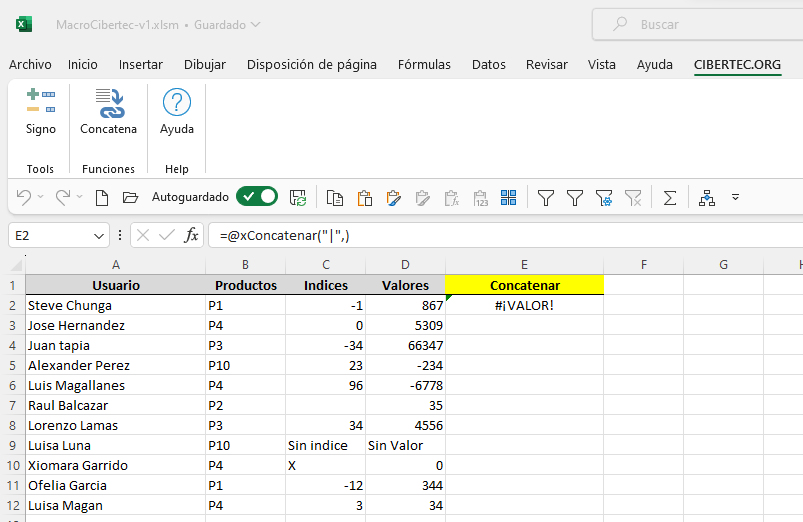 MacroCibertec-v1.xlsm • Guardado
Buscar
Archivo Inicio Insertar Dibujar Disposición de página Fórmulas Datos Revisar Vista Ayuda CIBERTEC.ORG
Signo Concatena Ayuda
Tools Funciones Help
Autoguardado
E2 fx =@xConcatenar("|",)
A B C D E F G H
1 Usuario Productos Indices Valores Concatenar
2 Steve Chunga P1 -1 867 #¡VALOR!
3 Jose Hernandez P4 0 5309
4 Juan tapia P3 -34 66347
5 Alexander Perez P10 23 -234
6 Luis Magallanes P4 96 -6778
7 Raul Balcazar P2 35
8 Lorenzo Lamas P3 34 4556
9 Luisa Luna P10 Sin indice Sin Valor
10 Xiomara Garrido P4 X 0
11 Ofelia Garcia P1 -12 344
12 Luisa Magan P4 3 34